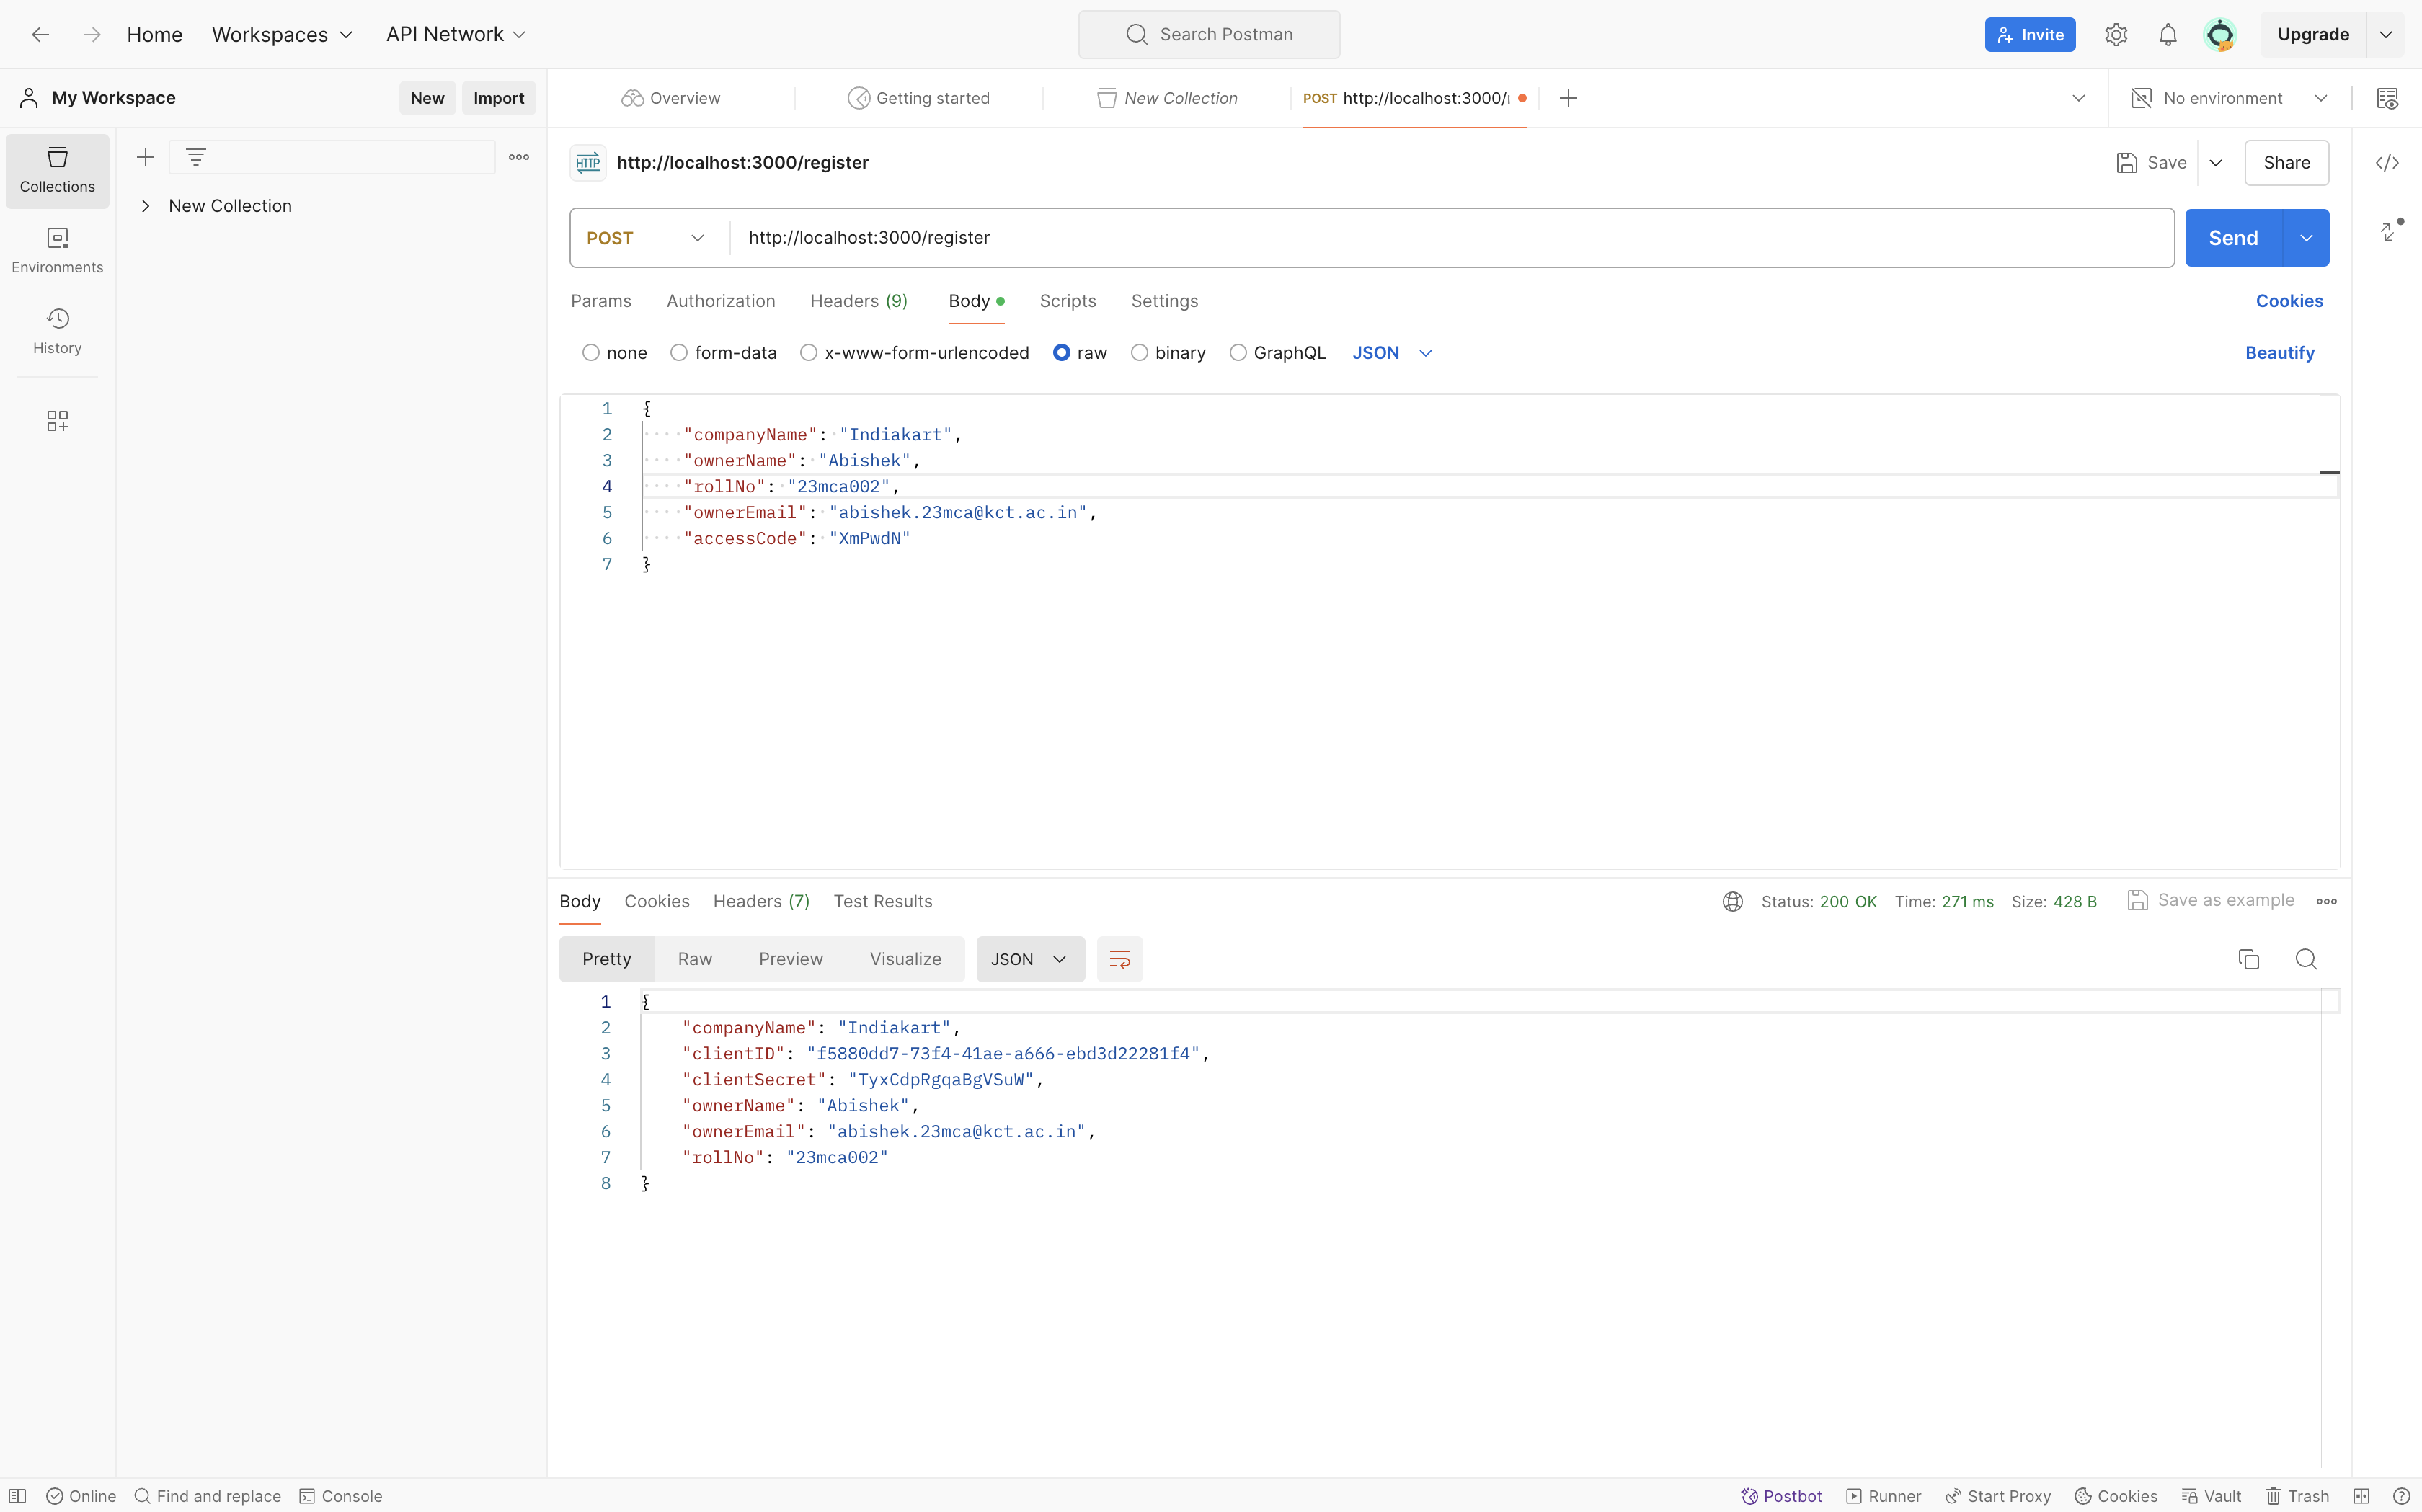 Home Workspaces API Network Search Postman Invite Upgrade
My Workspace New Import Overview Getting started New Collection POST http://localhost:3000/ No environment
Collections
New Collection
Environments
History
HTTP http://localhost:3000/register Save Share
POST http://localhost:3000/register Send
Params Authorization Headers (9) Body Scripts Settings Cookies
none form-data x-www-form-urlencoded raw binary GraphQL JSON Beautify
1 {
2 "companyName": "Indiakart",
3 "ownerName": "Abishek",
4 "rollNo": "23mca002",
5 "ownerEmail": "abishek.23mca@kct.ac.in",
6 "accessCode": "XmPwdN"
7 }
Body Cookies Headers (7) Test Results Status: 200 OK Time: 271 ms Size: 428 B Save as example
Pretty Raw Preview Visualize JSON
1 {
2 "companyName": "Indiakart",
3 "clientID": "f5880dd7-73f4-41ae-a666-ebd3d22281f4",
4 "clientSecret": "TyxCdpRgqaBgVSuW",
5 "ownerName": "Abishek",
6 "ownerEmail": "abishek.23mca@kct.ac.in",
7 "rollNo": "23mca002"
8 }
Online Find and replace Console Postbot Runner Start Proxy Cookies Vault Trash